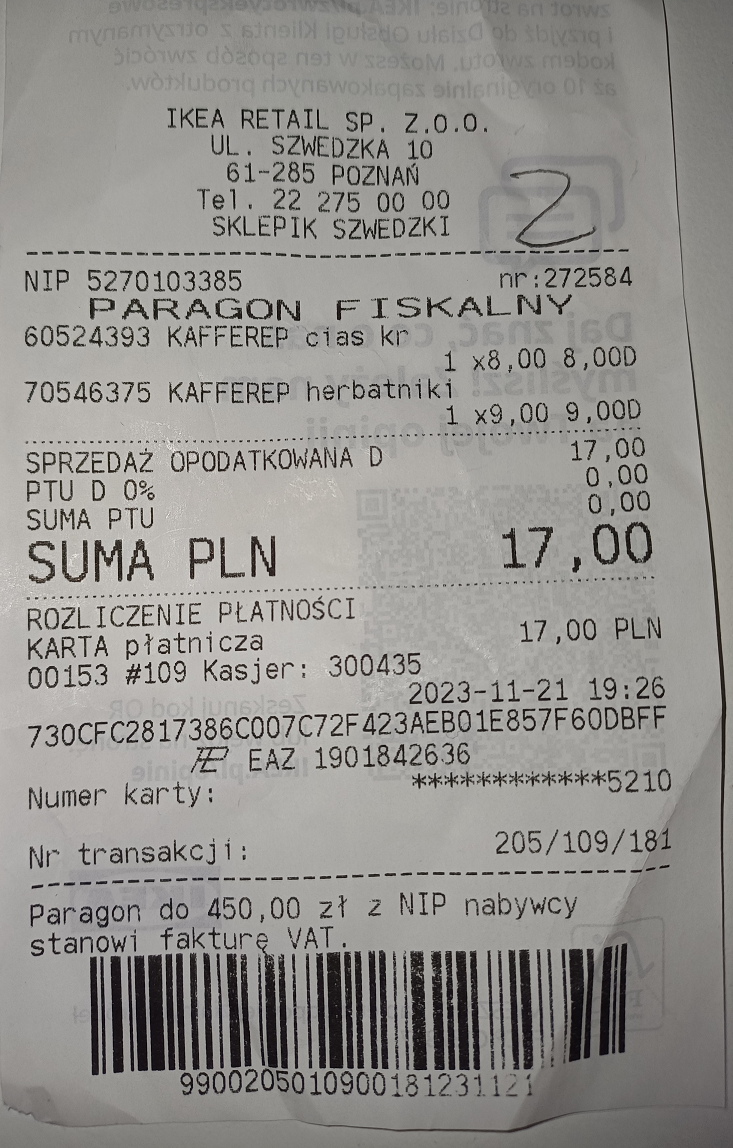 IKEA RETAIL SP. Z.O.O.
UL. SZWEDZKA 10
61-285 POZNAŃ
Tel. 22 275 00 00
SKLEPIK SZWEDZKI
2
NIP 5270103385 nr:272584
PARAGON FISKALNY
60524393 KAFFEREP cias kr
1 x8,00 8,00D
70546375 KAFFEREP herbatniki
1 x9,00 9,00D
SPRZEDAŻ OPODATKOWANA D 17,00
PTU D 0% 0,00
SUMA PTU 0,00
SUMA PLN 17,00
ROZLICZENIE PŁATNOŚCI
KARTA płatnicza 17,00 PLN
00153 #109 Kasjer: 300435
2023-11-21 19:26
730CFC2817386C007C72F423AEB01E857F60DBFF
EAZ 1901842636
Numer karty: ************5210
Nr transakcji: 205/109/181
Paragon do 450,00 zł z NIP nabywcy
stanowi fakturę VAT.
9900205010900181231121